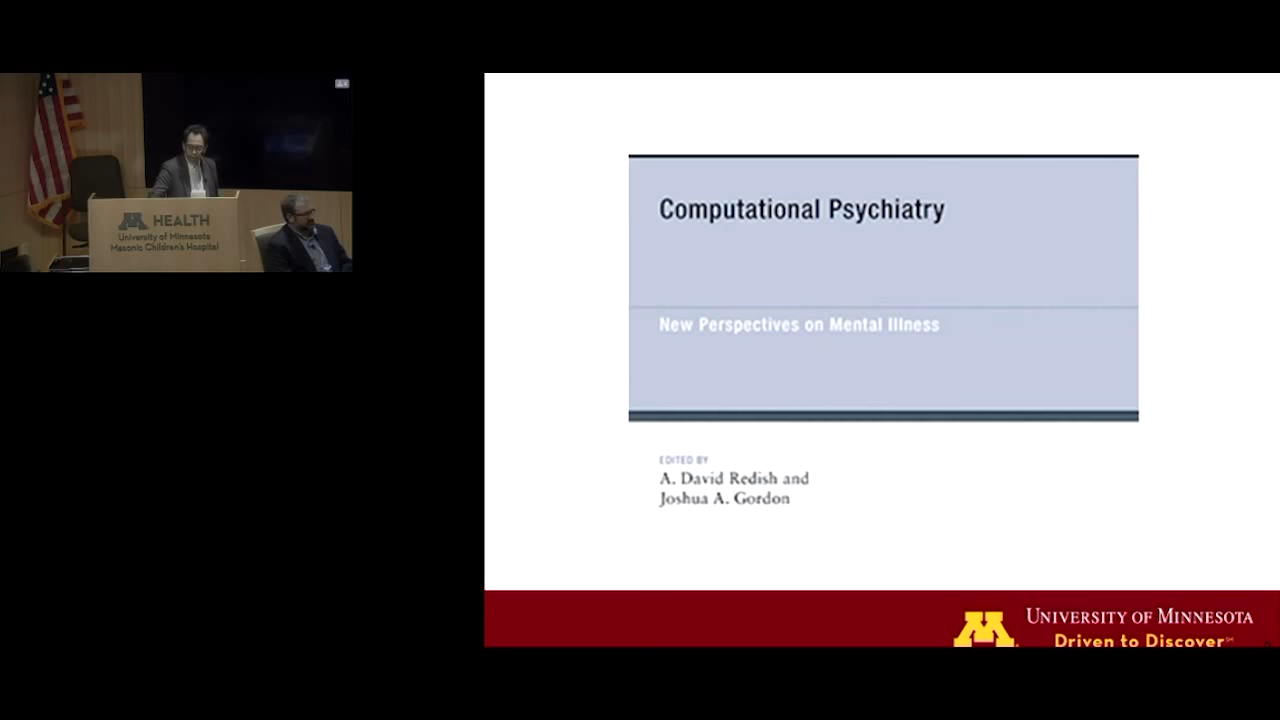 M HEALTH
University of Minnesota
Masonic Children's Hospital
Computational Psychiatry
New Perspectives on Mental Illness
EDITED BY
A. David Redish and
Joshua A. Gordon
M
UNIVERSITY OF MINNESOTA
Driven to Discover℠